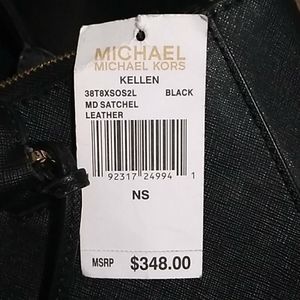 MICHAEL
MICHAEL KORS
KELLEN
38T8XSOS2L BLACK
MD SATCHEL
LEATHER
92317 24994 1
NS
MSRP $348.00